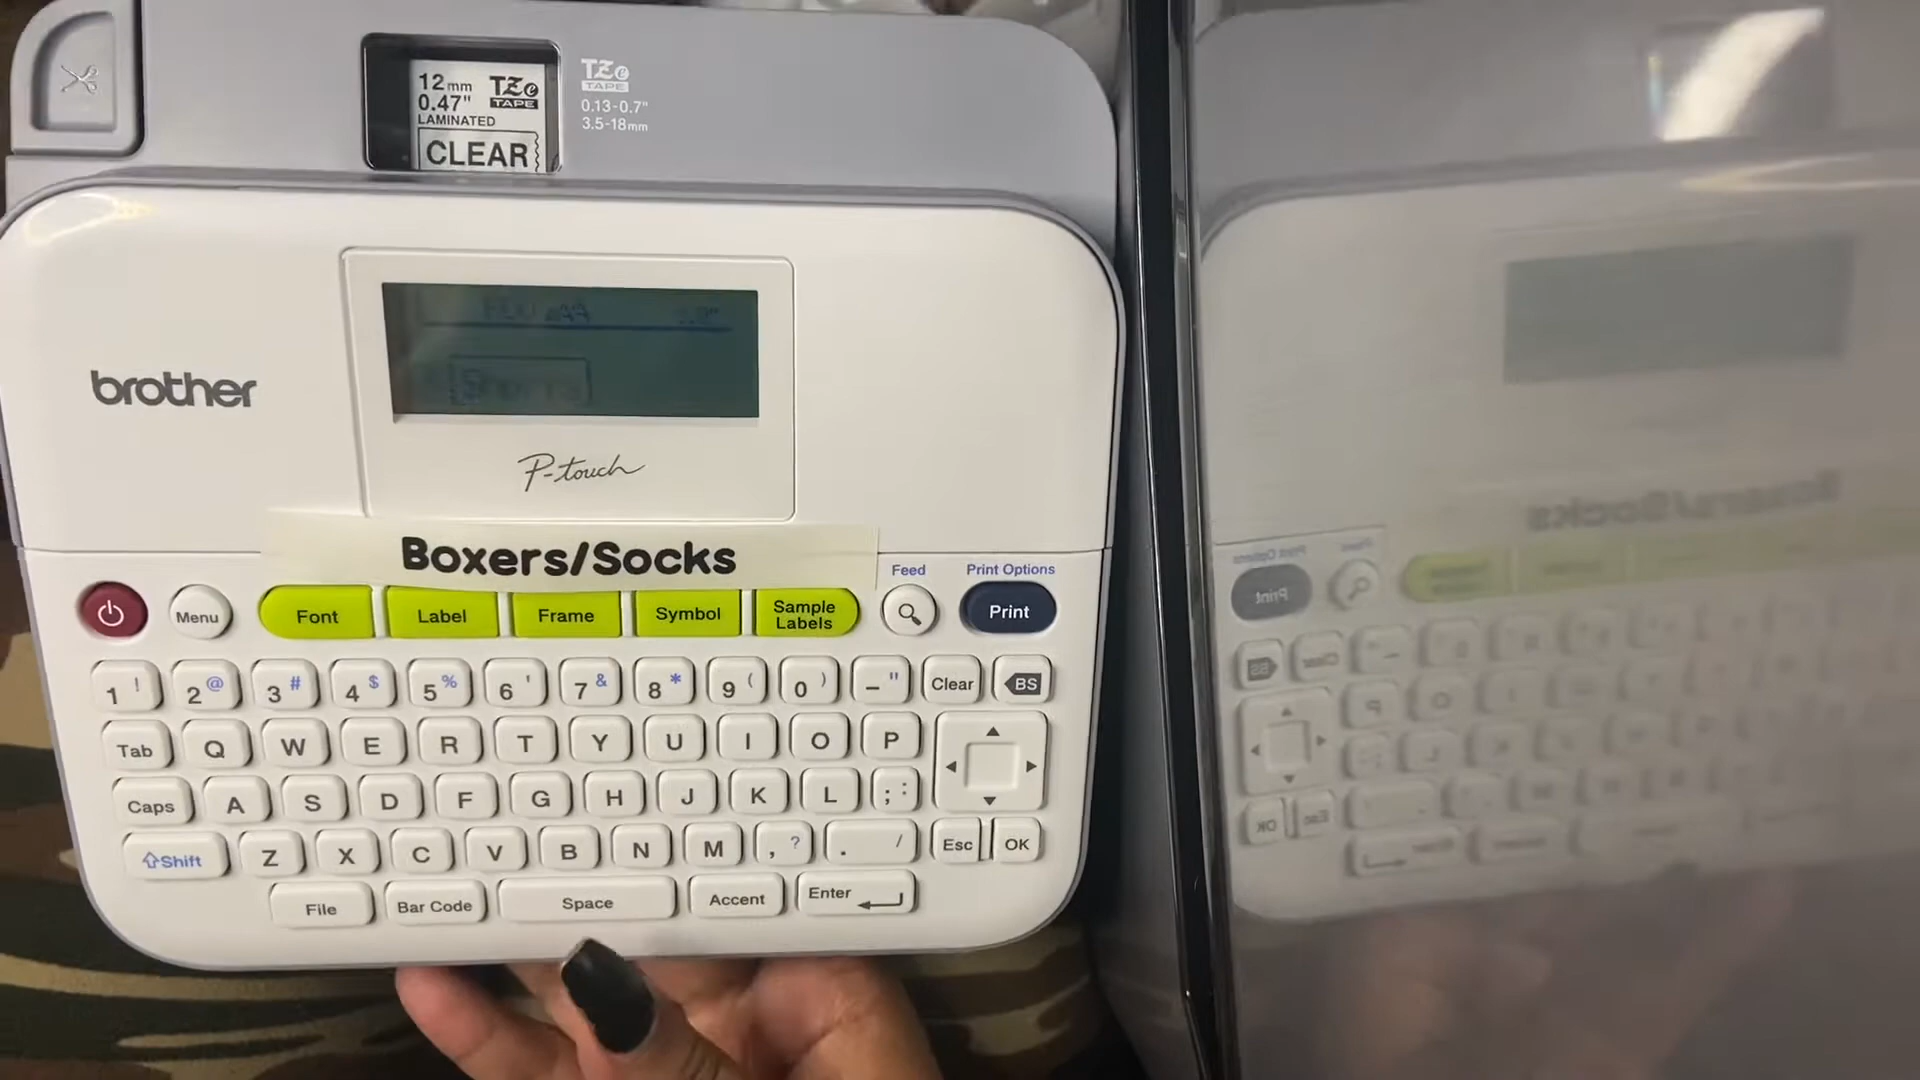 12mm TZe
0.47" TAPE
LAMINATED
CLEAR
TZe
TAPE
0.13-0.7"
3.5-18mm
brother
P-touch
Boxers/Socks
Feed Print Options
Menu Font Label Frame Symbol Sample Labels Print
1 ! 2 @ 3 # 4 $ 5 % 6 ' 7 & 8 * 9 ( 0 ) - " Clear BS
Tab Q W E R T Y U I O P
Caps A S D F G H J K L ; :
Shift Z X C V B N M , ? . / Esc OK
File Bar Code Space Accent Enter